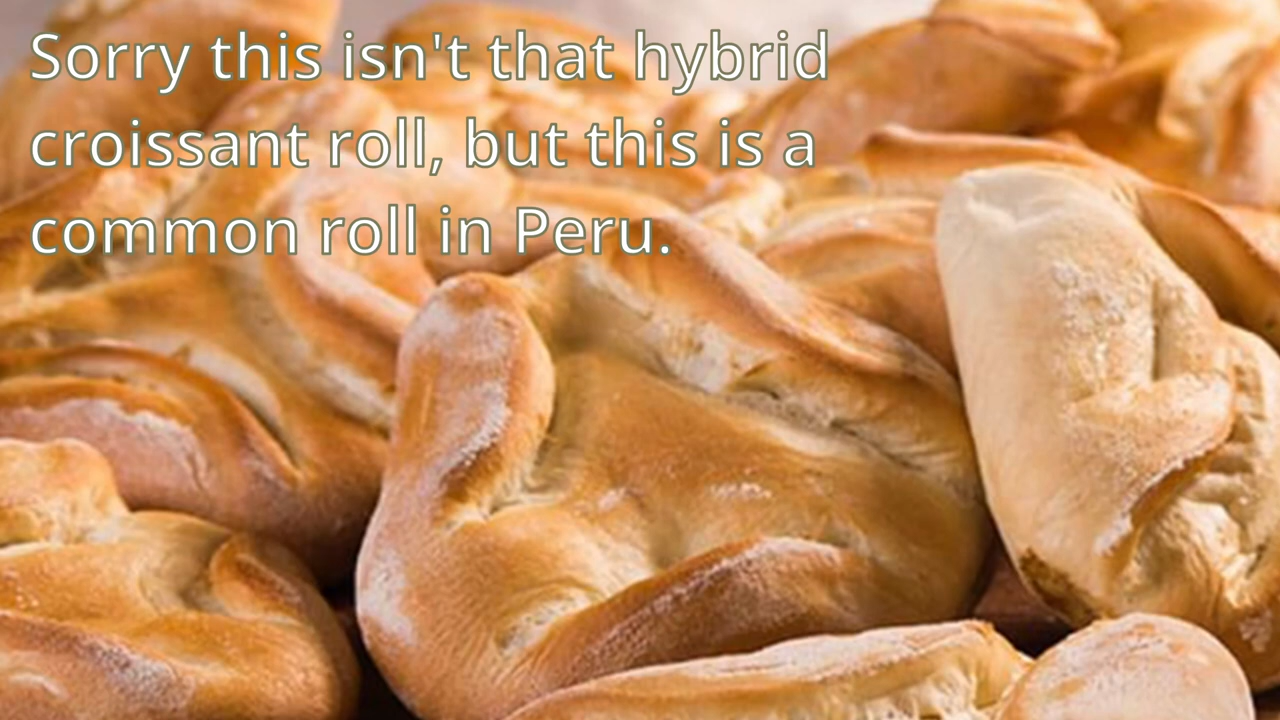 Sorry this isn't that hybrid
croissant roll, but this is a
common roll in Peru.